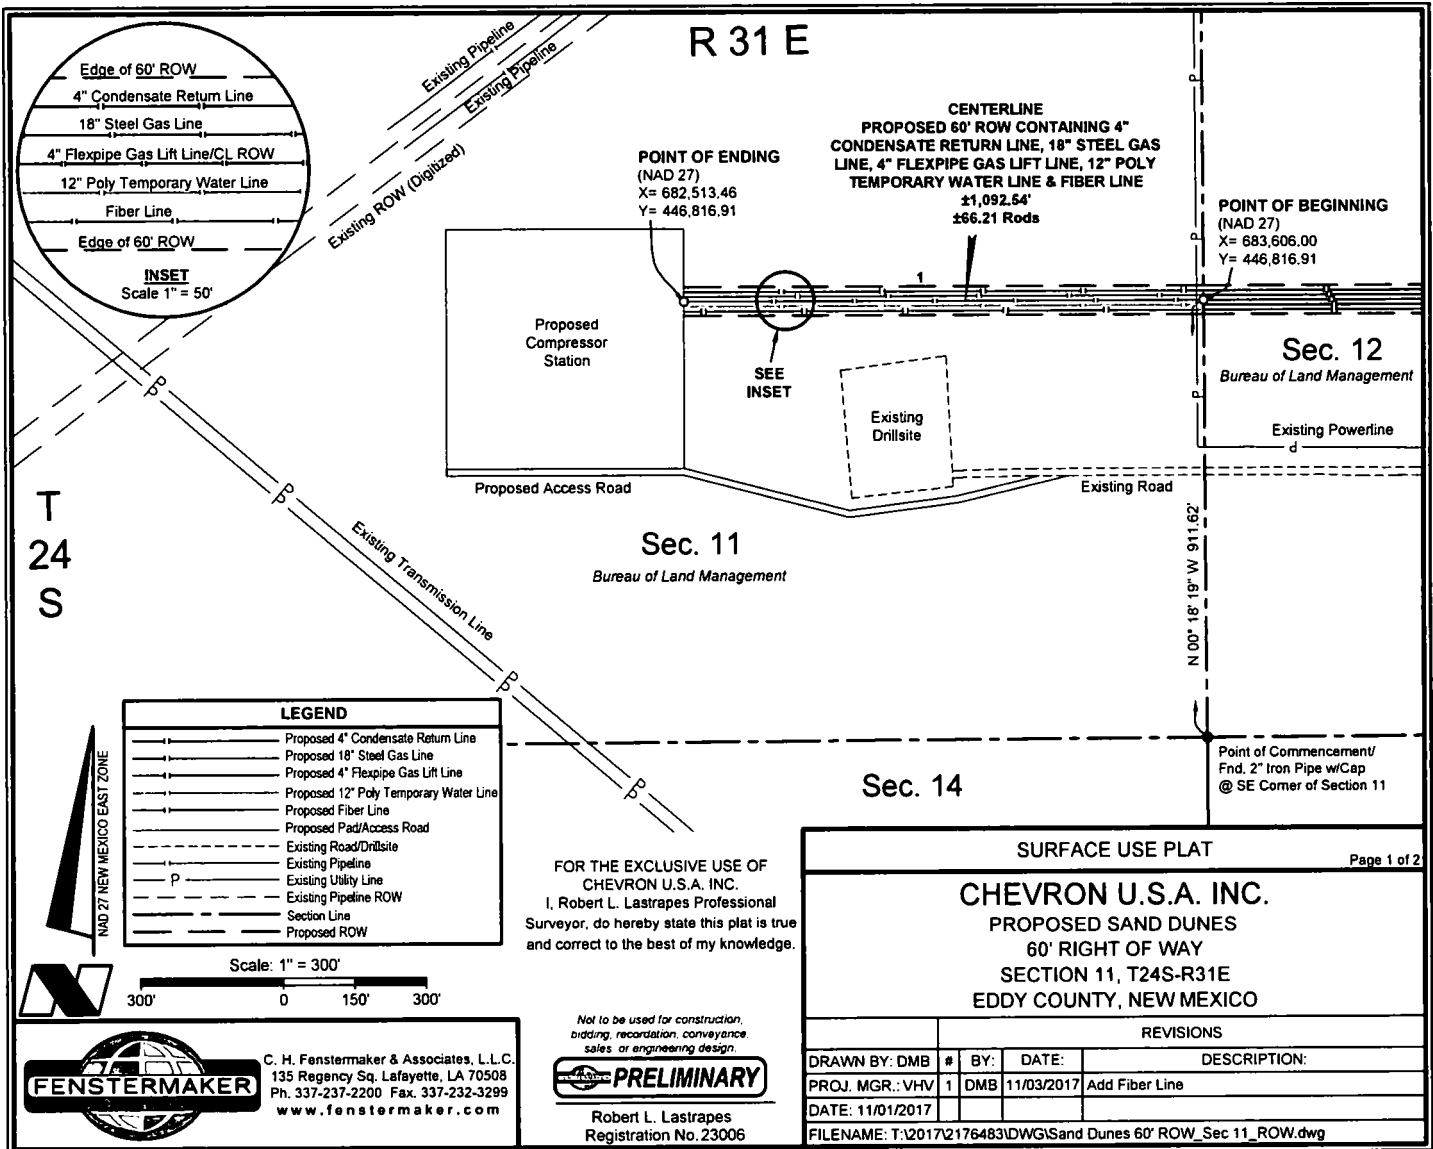 R 31 E
Edge of 60' ROW
4" Condensate Return Line
18" Steel Gas Line
4" Flexpipe Gas Lift Line/CL ROW
12" Poly Temporary Water Line
Fiber Line
Edge of 60' ROW
INSET
Scale 1" = 50'
Existing Pipeline
Existing Pipeline
Existing ROW (Digitized)
POINT OF ENDING
(NAD 27)
X= 682,513.46
Y= 446,816.91
CENTERLINE
PROPOSED 60' ROW CONTAINING 4"
CONDENSATE RETURN LINE, 18" STEEL GAS
LINE, 4" FLEXPIPE GAS LIFT LINE, 12" POLY
TEMPORARY WATER LINE & FIBER LINE
±1,092.54'
±66.21 Rods
POINT OF BEGINNING
(NAD 27)
X= 683,606.00
Y= 446,816.91
1
P
P
P
Proposed
Compressor
Station
SEE
INSET
Existing
Drillsite
Sec. 12
Bureau of Land Management
Existing Powerline
P
Existing Road
Proposed Access Road
T
24
S
P
P
P
P
Existing Transmission Line
P
P
P
P
Sec. 11
Bureau of Land Management
N 00° 18' 19" W 911.62'
Sec. 14
Point of Commencement/
Fnd. 2" Iron Pipe w/Cap
@ SE Corner of Section 11
LEGEND
Proposed 4" Condensate Return Line
Proposed 18" Steel Gas Line
Proposed 4" Flexpipe Gas Lift Line
Proposed 12" Poly Temporary Water Line
Proposed Fiber Line
Proposed Pad/Access Road
Existing Road/Drillsite
Existing Pipeline
P Existing Utility Line
Existing Pipeline ROW
Section Line
Proposed ROW
NAD 27 NEW MEXICO EAST ZONE
N
Scale: 1" = 300'
300' 0 150' 300'
FOR THE EXCLUSIVE USE OF
CHEVRON U.S.A. INC.
I, Robert L. Lastrapes Professional
Surveyor, do hereby state this plat is true
and correct to the best of my knowledge.
Not to be used for construction,
bidding, recordation, conveyance,
sales, or engineering design.
PRELIMINARY
Robert L. Lastrapes
Registration No. 23006
FENSTERMAKER
C. H. Fenstermaker & Associates, L.L.C.
135 Regency Sq. Lafayette, LA 70508
Ph. 337-237-2200 Fax. 337-232-3299
www.fenstermaker.com
SURFACE USE PLAT
Page 1 of 2
CHEVRON U.S.A. INC.
PROPOSED SAND DUNES
60' RIGHT OF WAY
SECTION 11, T24S-R31E
EDDY COUNTY, NEW MEXICO
REVISIONS
DRAWN BY: DMB # BY: DATE: DESCRIPTION:
PROJ. MGR.: VHV 1 DMB 11/03/2017 Add Fiber Line
DATE: 11/01/2017
FILENAME: T:\2017\2176483\DWG\Sand Dunes 60' ROW_Sec 11_ROW.dwg